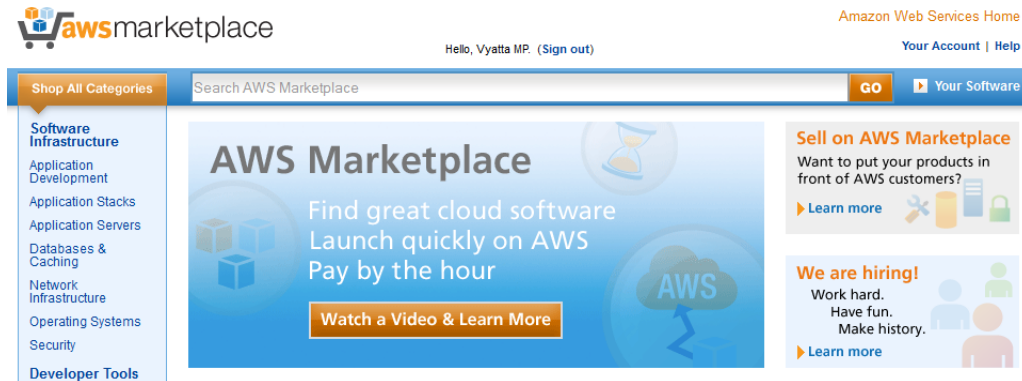 awsmarketplace
Amazon Web Services Home
Hello, Vyatta MP. (Sign out)
Your Account | Help
Shop All Categories
Search AWS Marketplace
GO
Your Software
Software
Infrastructure
Application
Development
Application Stacks
Application Servers
Databases &
Caching
Network
Infrastructure
Operating Systems
Security
Developer Tools
AWS Marketplace
Find great cloud software
Launch quickly on AWS
Pay by the hour
Watch a Video & Learn More
AWS
Sell on AWS Marketplace
Want to put your products in
front of AWS customers?
Learn more
We are hiring!
Work hard.
Have fun.
Make history.
Learn more